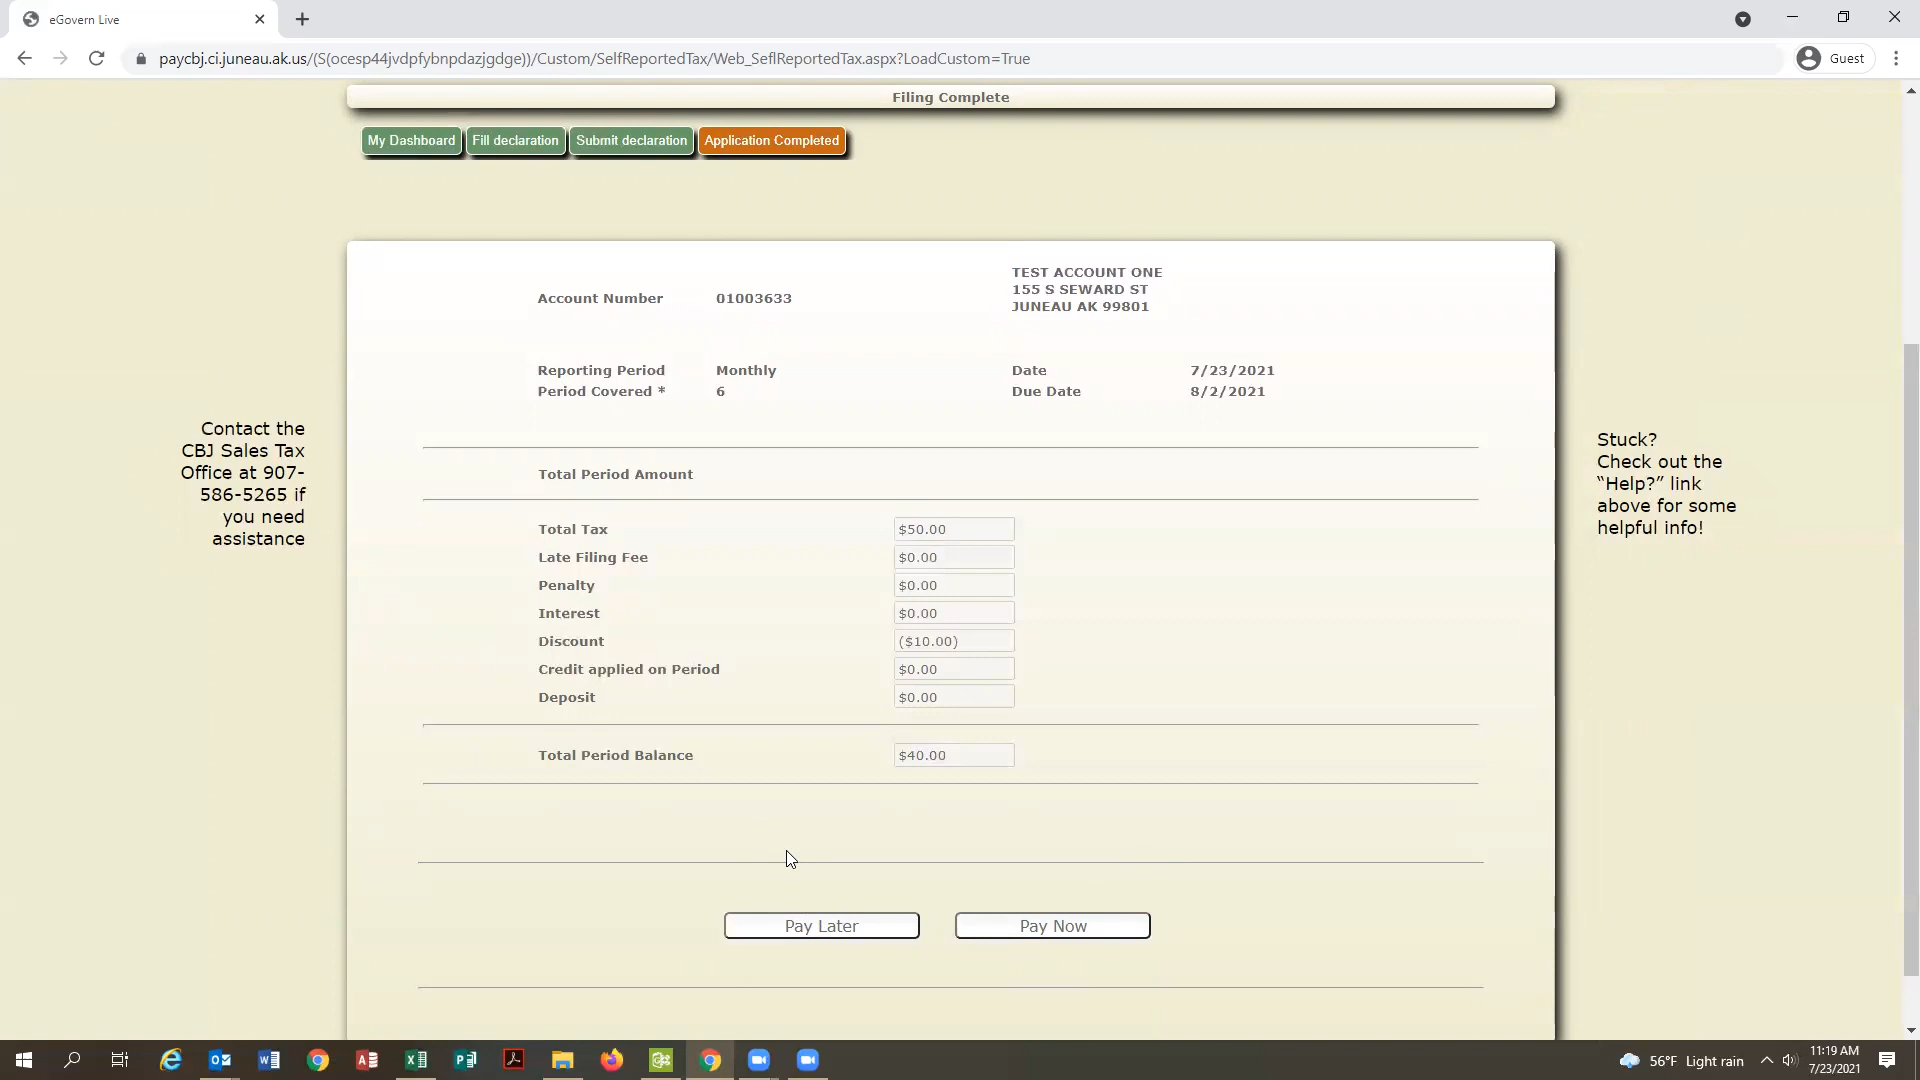 eGovern Live
paycbj.ci.juneau.ak.us/(S(ocesp44jvdpfybnpdazjgdge))/Custom/SelfReportedTax/Web_SeflReportedTax.aspx?LoadCustom=True
Guest
Filing Complete
My Dashboard
Fill declaration
Submit declaration
Application Completed
Account Number 01003633
TEST ACCOUNT ONE
155 S SEWARD ST
JUNEAU AK 99801
Reporting Period Monthly Date 7/23/2021
Period Covered * 6 Due Date 8/2/2021
Contact the
CBJ Sales Tax
Office at 907-
586-5265 if
you need
assistance
Stuck?
Check out the
“Help?” link
above for some
helpful info!
Total Period Amount
Total Tax $50.00
Late Filing Fee $0.00
Penalty $0.00
Interest $0.00
Discount ($10.00)
Credit applied on Period $0.00
Deposit $0.00
Total Period Balance $40.00
Pay Later Pay Now
56°F Light rain
11:19 AM
7/23/2021